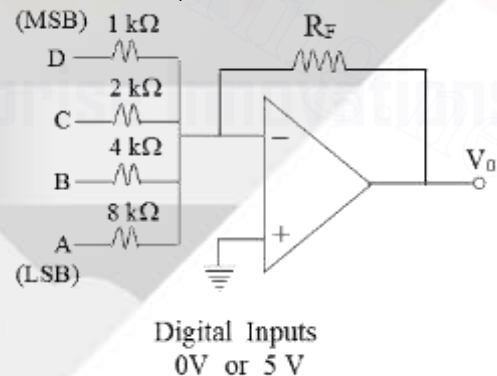 (MSB) 1 kΩ
D
2 kΩ
C
4 kΩ
B
8 kΩ
A
(LSB)
R_F
−
+
V_0
Digital Inputs
0V or 5 V